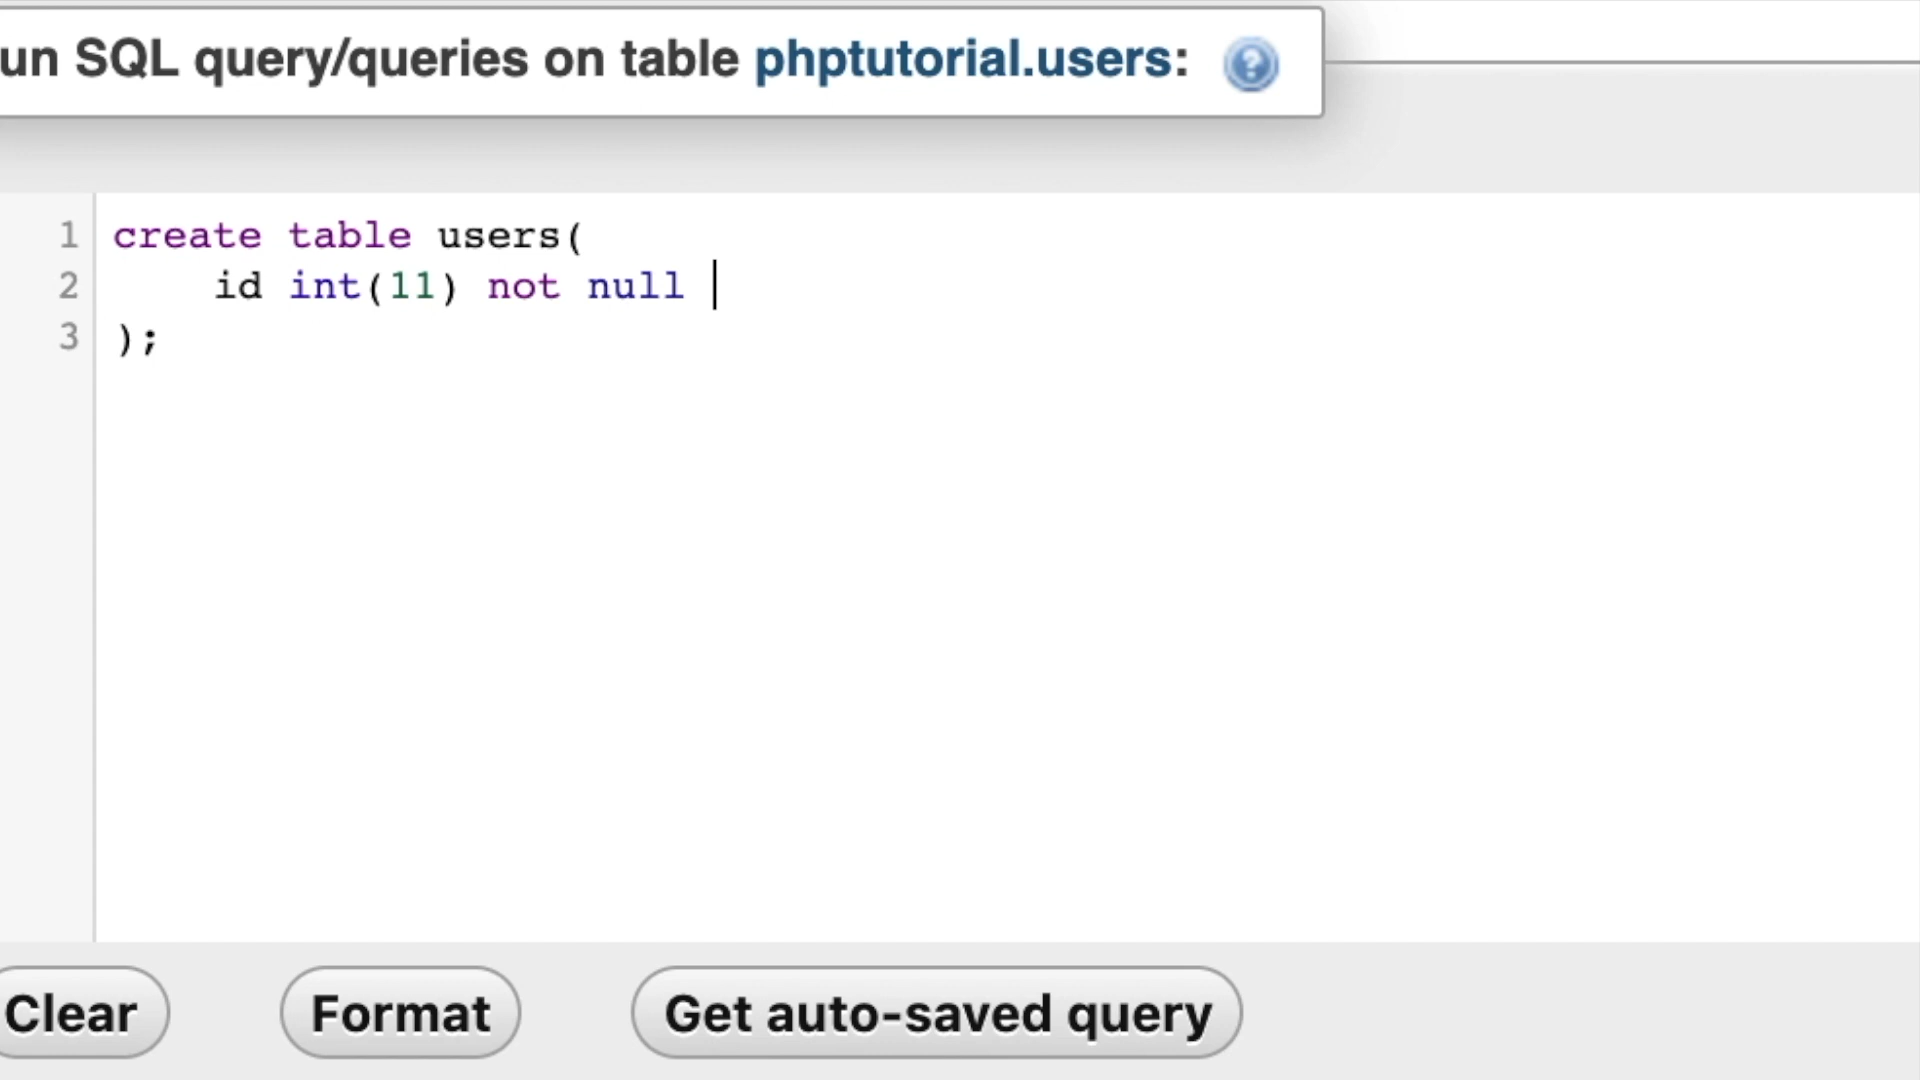 un SQL query/queries on table phptutorial.users:
1 create table users(
2 id int(11) not null
3 );
Clear Format Get auto-saved query